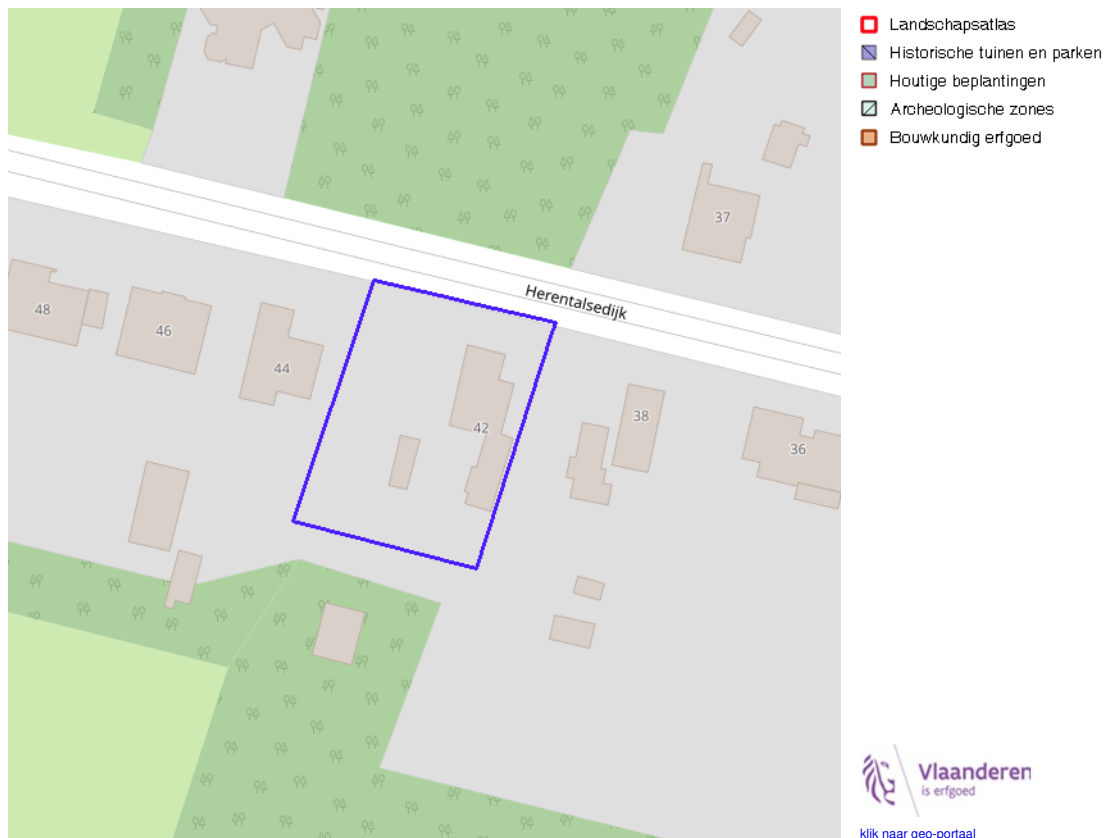 Landschapsatlas
Historische tuinen en parken
Houtige beplantingen
Archeologische zones
Bouwkundig erfgoed
37
Herentalsedijk
48
46
44
42
38
36
Vlaanderen
is erfgoed
klik naar geo-portaal